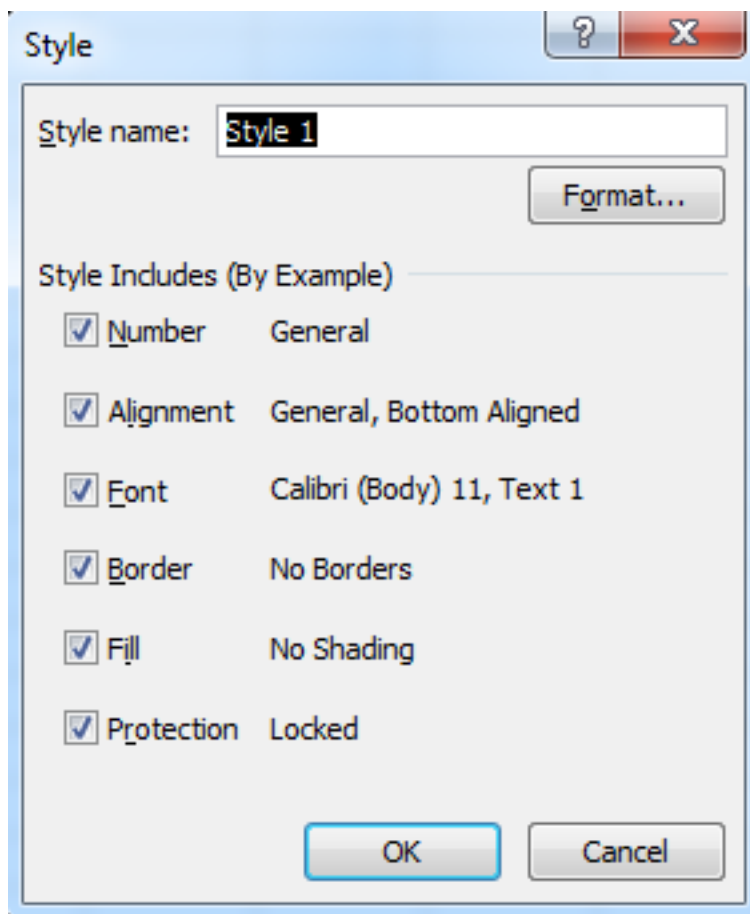 Style
Style name: Style 1
Format...
Style Includes (By Example)
Number General
Alignment General, Bottom Aligned
Font Calibri (Body) 11, Text 1
Border No Borders
Fill No Shading
Protection Locked
OK Cancel